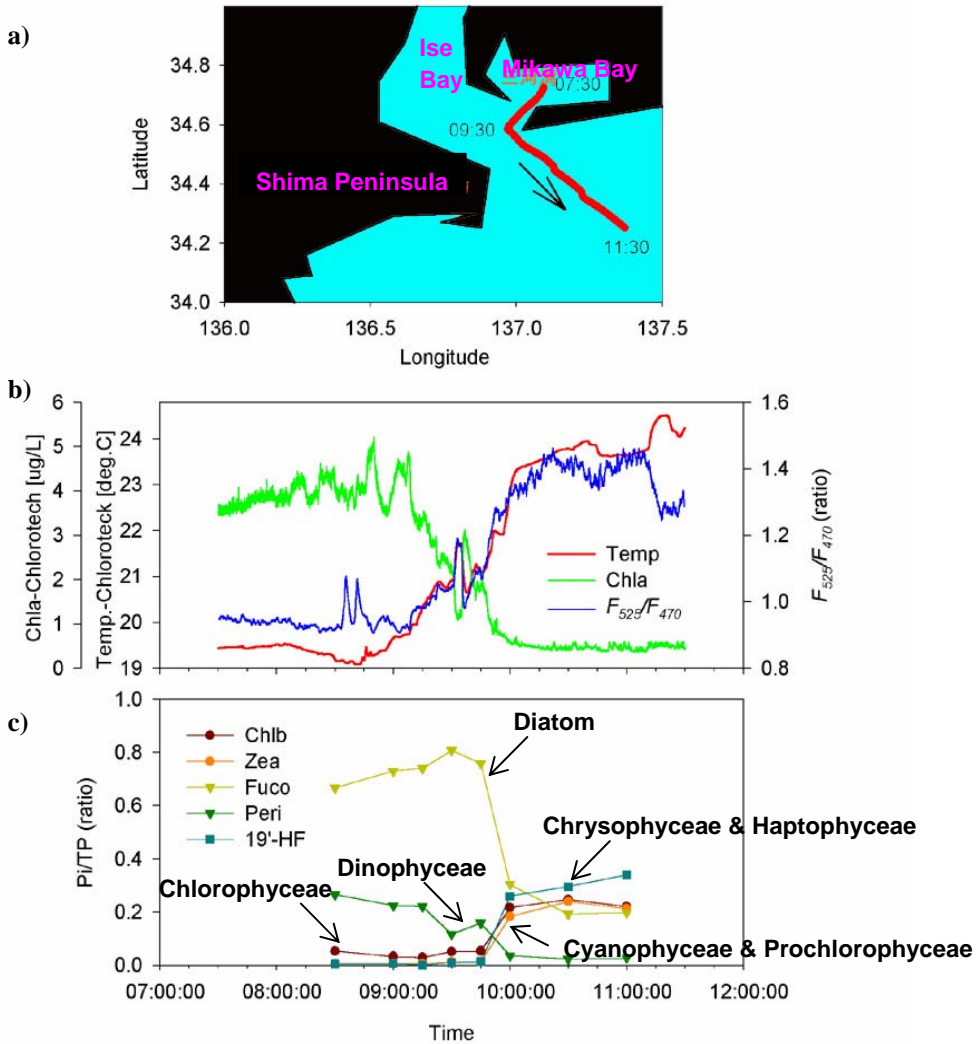 a)
Ise
Bay
Mikawa Bay
07:30
09:30
Shima Peninsula
11:30
34.8
34.6
34.4
34.2
34.0
Latitude
136.0 136.5 137.0 137.5
Longitude
b)
Chla-Chlorotech [ug/L]
6
5
4
3
2
1
0
Temp.-Chloroteck [deg.C]
24
23
22
21
20
19
Temp
Chla
F525/F470
1.6
1.4
1.2
1.0
0.8
F525/F470 (ratio)
c)
Pi/TP (ratio)
1.0
0.8
0.6
0.4
0.2
0.0
Chlb
Zea
Fuco
Peri
19'-HF
Diatom
Chrysophyceae & Haptophyceae
Dinophyceae
Chlorophyceae
Cyanophyceae & Prochlorophyceae
07:00:00 08:00:00 09:00:00 10:00:00 11:00:00 12:00:00
Time